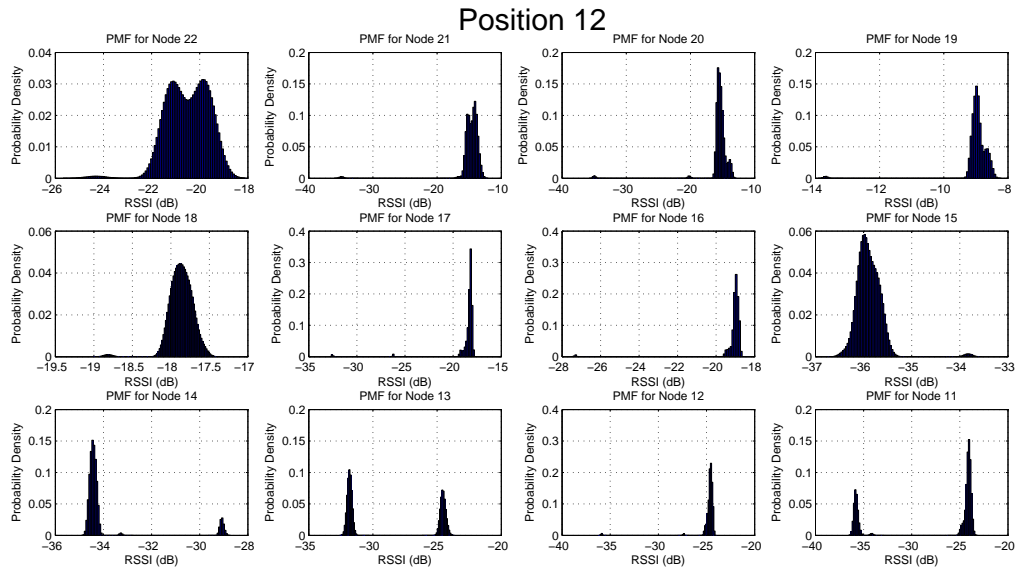 Position 12
PMF for Node 22
Probability Density
0.04
0.03
0.02
0.01
0
−26 −24 −22 −20 −18
RSSI (dB)
PMF for Node 21
Probability Density
0.2
0.15
0.1
0.05
0
−40 −30 −20 −10
RSSI (dB)
PMF for Node 20
Probability Density
0.2
0.15
0.1
0.05
0
−40 −30 −20 −10
RSSI (dB)
PMF for Node 19
Probability Density
0.2
0.15
0.1
0.05
0
−14 −12 −10 −8
RSSI (dB)
PMF for Node 18
Probability Density
0.06
0.04
0.02
0
−19.5 −19 −18.5 −18 −17.5 −17
RSSI (dB)
PMF for Node 17
Probability Density
0.4
0.3
0.2
0.1
0
−35 −30 −25 −20 −15
RSSI (dB)
PMF for Node 16
Probability Density
0.4
0.3
0.2
0.1
0
−28 −26 −24 −22 −20 −18
RSSI (dB)
PMF for Node 15
Probability Density
0.06
0.04
0.02
0
−37 −36 −35 −34 −33
RSSI (dB)
PMF for Node 14
Probability Density
0.2
0.15
0.1
0.05
0
−36 −34 −32 −30 −28
RSSI (dB)
PMF for Node 13
Probability Density
0.2
0.15
0.1
0.05
0
−35 −30 −25 −20
RSSI (dB)
PMF for Node 12
Probability Density
0.4
0.3
0.2
0.1
0
−40 −35 −30 −25 −20
RSSI (dB)
PMF for Node 11
Probability Density
0.2
0.15
0.1
0.05
0
−40 −35 −30 −25 −20
RSSI (dB)